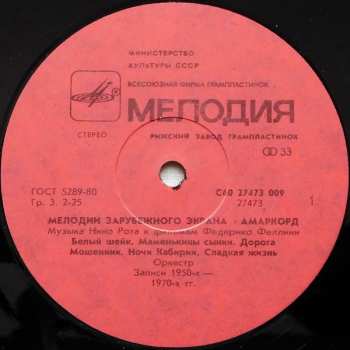 МИНИСТЕРСТВО
КУЛЬТУРЫ СССР
ВСЕСОЮЗНАЯ ФИРМА ГРАМПЛАСТИНОК
МЕЛОДИЯ
СТЕРЕО РИЖСКИЙ ЗАВОД ГРАМПЛАСТИНОК
33
ГОСТ 5289-80 С60 27473 009
Гр. 3. 2-25 27473 1
МЕЛОДИИ ЗАРУБЕЖНОГО ЭКРАНА - АМАРКОРД
Музыка Нино Рота к фильмам Федерико Феллини
Белый шейк, Маменькины сынки, Дорога
Мошенник, Ночи Кабирии, Сладкая жизнь
Оркестр
Записи 1950-х —
1970-х гг.